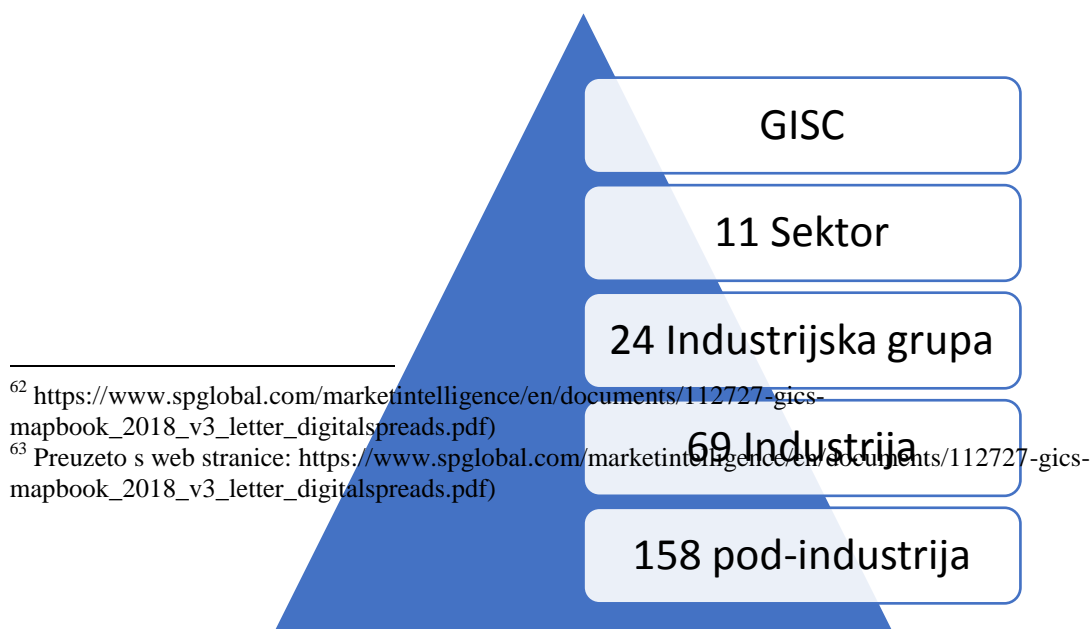 GISC
11 Sektor
24 Industrijska grupa
69 Industrija
158 pod-industrija
62 https://www.spglobal.com/marketintelligence/en/documents/112727-gics-
mapbook_2018_v3_letter_digitalspreads.pdf)
63 Preuzeto s web stranice: https://www.spglobal.com/marketintelligence/en/documents/112727-gics-
mapbook_2018_v3_letter_digitalspreads.pdf)